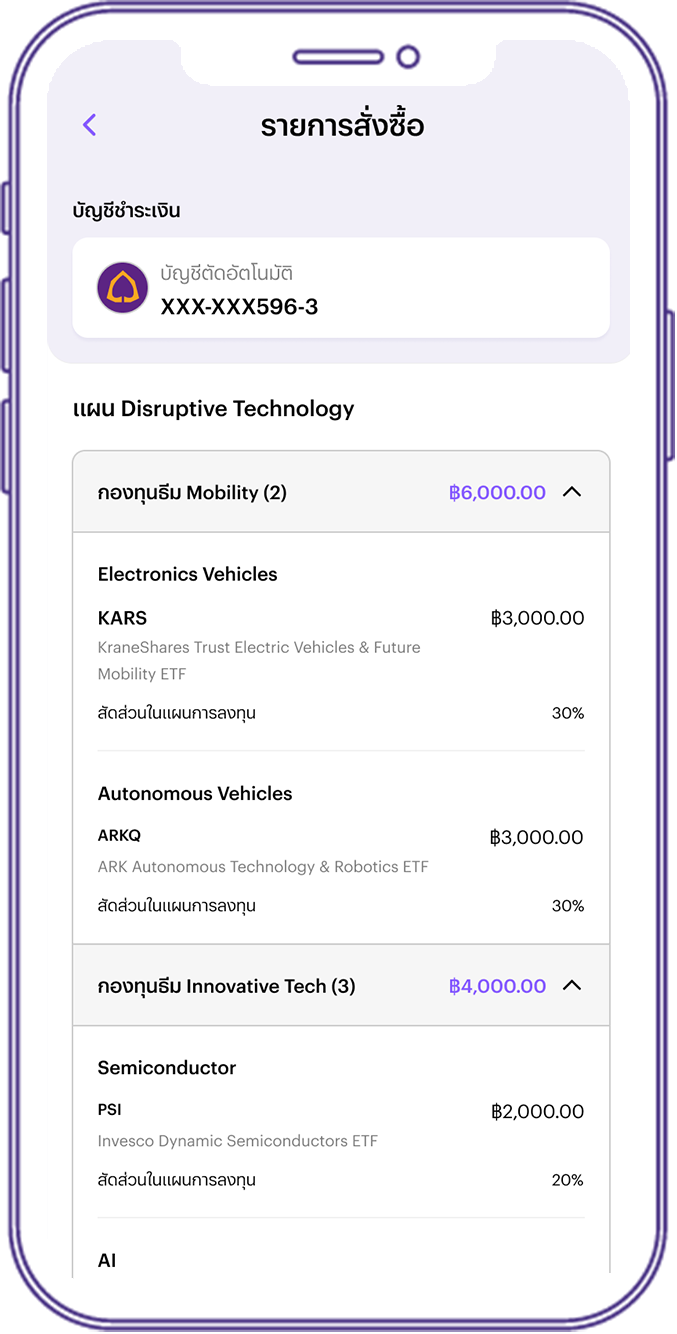 รายการสั่งซื้อ
บัญชีชำระเงิน
บัญชีตัดอัตโนมัติ
XXX-XXX596-3
แผน Disruptive Technology
กองทุนธีม Mobility (2) ฿6,000.00
Electronics Vehicles
KARS ฿3,000.00
KraneShares Trust Electric Vehicles & Future
Mobility ETF
สัดส่วนในแผนการลงทุน 30%
Autonomous Vehicles
ARKQ ฿3,000.00
ARK Autonomous Technology & Robotics ETF
สัดส่วนในแผนการลงทุน 30%
กองทุนธีม Innovative Tech (3) ฿4,000.00
Semiconductor
PSI ฿2,000.00
Invesco Dynamic Semiconductors ETF
สัดส่วนในแผนการลงทุน 20%
AI